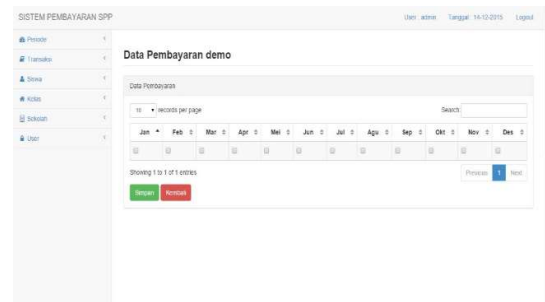 SISTEM PEMBAYARAN SPP
User : admin Tanggal : 14-12-2015 Logout
Periode
Transaksi
Siswa
Kelas
Sekolah
User
Data Pembayaran demo
Data Pembayaran
10 records per page
Search:
Jan Feb Mar Apr Mei Jun Jul Agu Sep Okt Nov Des
Showing 1 to 1 of 1 entries
Previous 1 Next
Simpan Kembali